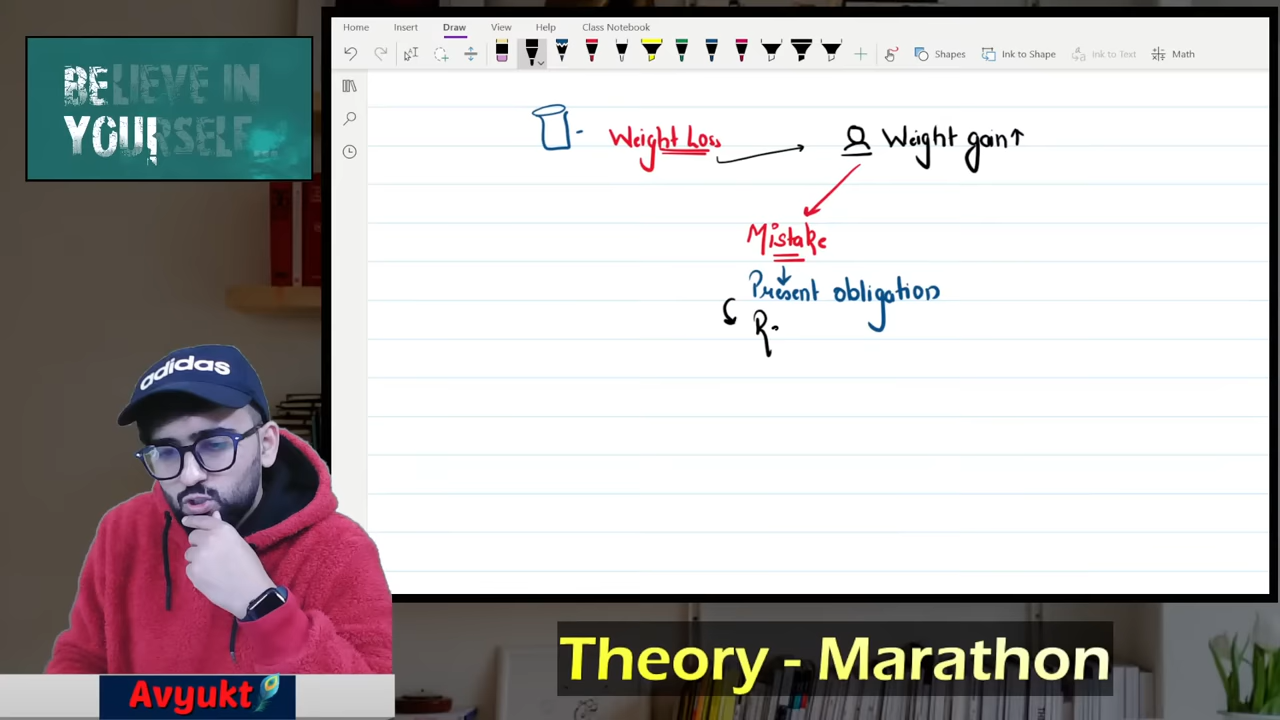 BELIEVE IN
YOURSELF...
Home Insert Draw View Help Class Notebook
Shapes Ink to Shape Ink to Text Math
Weight Loss
Weight gain↑
Mistake
Present obligation
R
adidas
Theory - Marathon
Avyukt